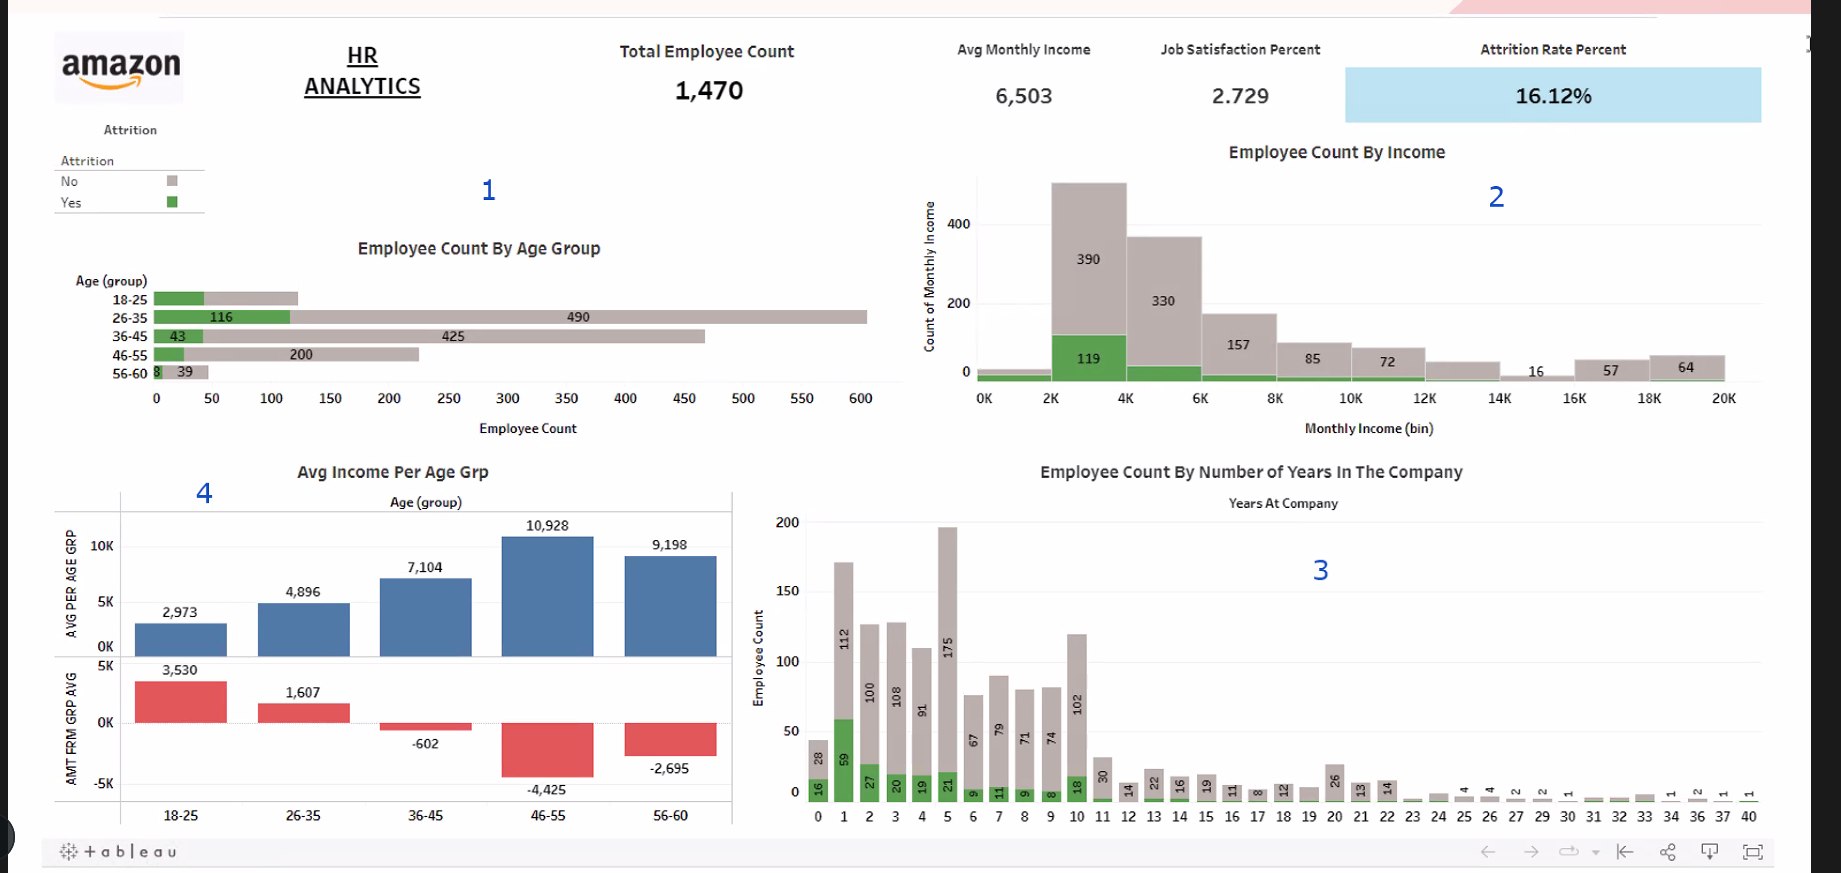 amazon
HR
ANALYTICS
Total Employee Count
1,470
Avg Monthly Income
6,503
Job Satisfaction Percent
2.729
Attrition Rate Percent
16.12%
Attrition
Attrition
No
Yes
1
Employee Count By Age Group
Age (group)
18-25
26-35 116 490
36-45 43 425
46-55 200
56-60 8 39
0 50 100 150 200 250 300 350 400 450 500 550 600
Employee Count
Employee Count By Income
2
Count of Monthly Income
400
200
0
390
119
330
157
85
72
16
57
64
0K 2K 4K 6K 8K 10K 12K 14K 16K 18K 20K
Monthly Income (bin)
Avg Income Per Age Grp
4
Age (group)
AVG PER AGE GRP
10K
5K
0K
2,973 4,896 7,104 10,928 9,198
AMT FRM GRP AVG
5K
0K
-5K
3,530 1,607 -602 -4,425 -2,695
18-25 26-35 36-45 46-55 56-60
Employee Count By Number of Years In The Company
Years At Company
3
Employee Count
200
150
100
50
0
28 112 100 108 91 175 67 79 71 74 102 30 14 22 16 19 11 8 12 26 13 14 4 4 2 2 1 1 2 1 1
16 59 27 20 19 21 9 11 9 8 18
0 1 2 3 4 5 6 7 8 9 10 11 12 13 14 15 16 17 18 19 20 21 22 23 24 25 26 27 29 30 31 32 33 34 36 37 40
+ a b l e a u